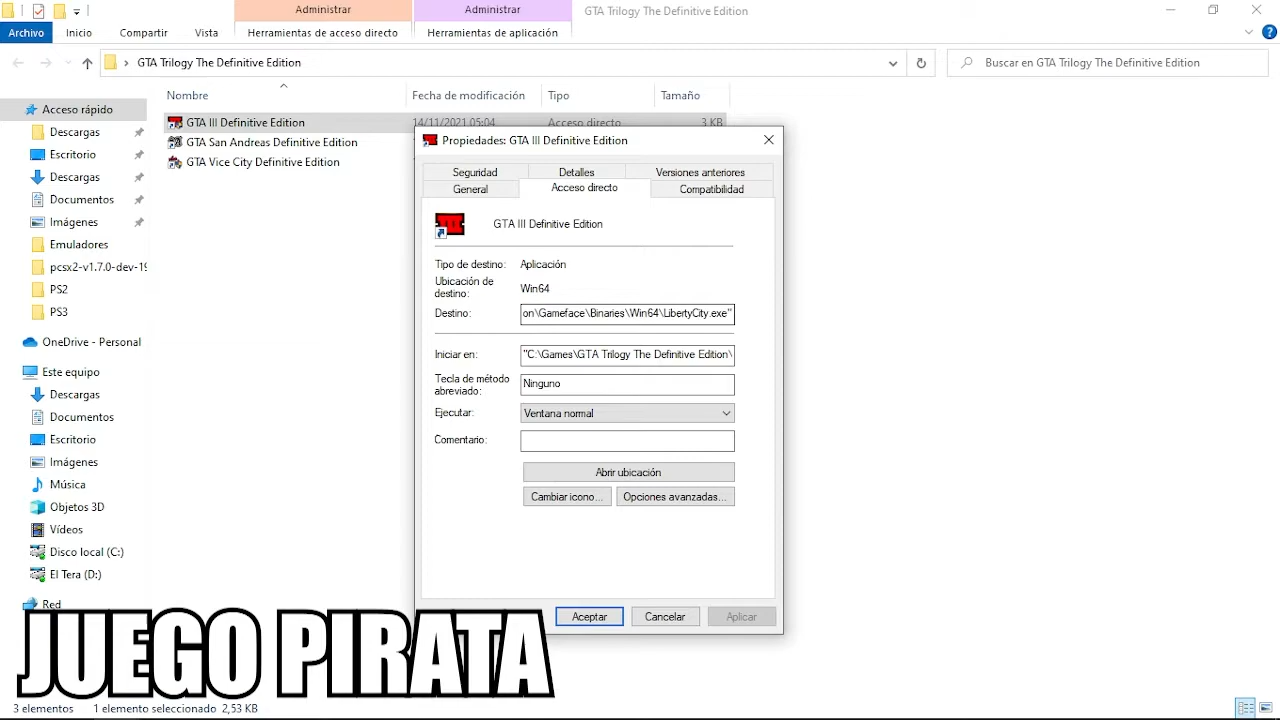 Administrar
Administrar
GTA Trilogy The Definitive Edition
Archivo
Inicio
Compartir
Vista
Herramientas de acceso directo
Herramientas de aplicación
GTA Trilogy The Definitive Edition
Buscar en GTA Trilogy The Definitive Edition
Nombre
Fecha de modificación
Tipo
Tamaño
Acceso rápido
Descargas
Escritorio
Descargas
Documentos
Imágenes
Emuladores
pcsx2-v1.7.0-dev-19
PS2
PS3
OneDrive - Personal
Este equipo
Descargas
Documentos
Escritorio
Imágenes
Música
Objetos 3D
Vídeos
Disco local (C:)
El Tera (D:)
Red
GTA III Definitive Edition
14/11/2021 05:04
Acceso directo
3 KB
GTA San Andreas Definitive Edition
GTA Vice City Definitive Edition
Propiedades: GTA III Definitive Edition
Seguridad
Detalles
Versiones anteriores
General
Acceso directo
Compatibilidad
GTA III Definitive Edition
Tipo de destino:
Aplicación
Ubicación de
destino:
Win64
Destino:
on\Gameface\Binaries\Win64\LibertyCity.exe"
Iniciar en:
"C:\Games\GTA Trilogy The Definitive Edition\
Tecla de método
abreviado:
Ninguno
Ejecutar:
Ventana normal
Comentario:
Abrir ubicación
Cambiar icono...
Opciones avanzadas...
Aceptar
Cancelar
Aplicar
JUEGO PIRATA
3 elementos
1 elemento seleccionado 2,53 KB